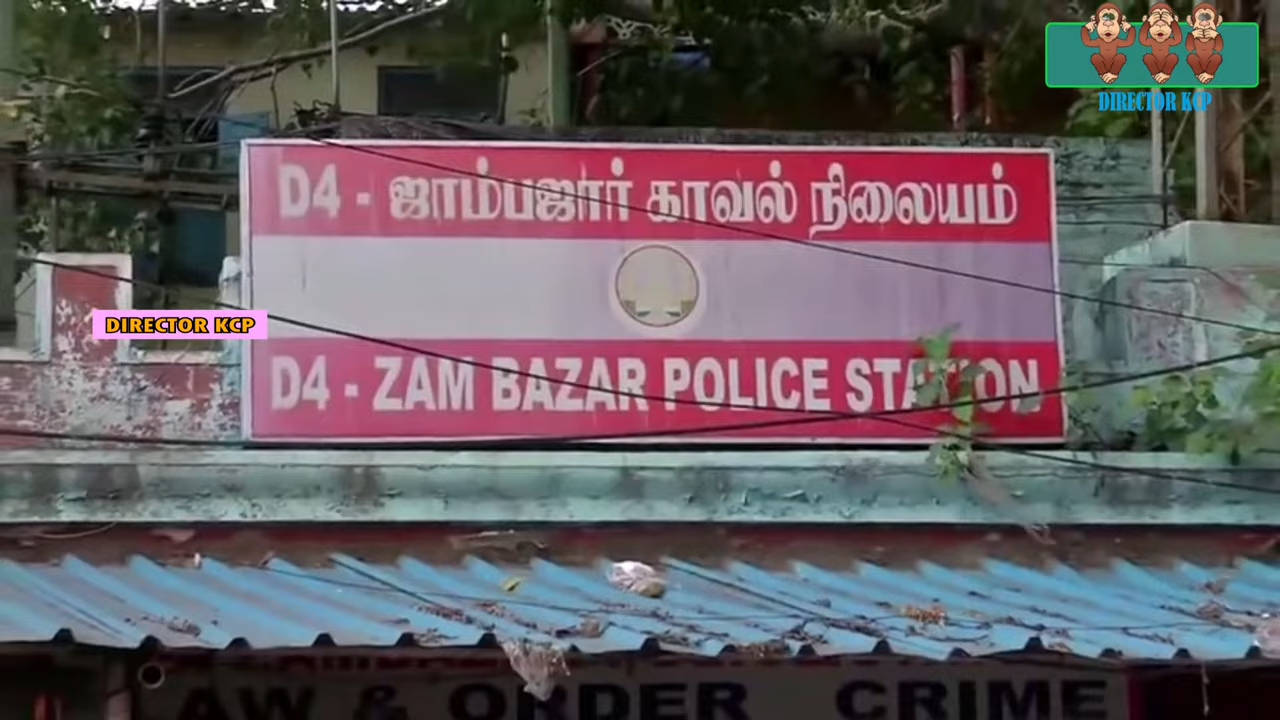 DIRECTOR KCP
D4 - ஜாம்பஜார் காவல் நிலையம்
DIRECTOR KCP
D4 - ZAM BAZAR POLICE STATION
AW & ORDER CRIME